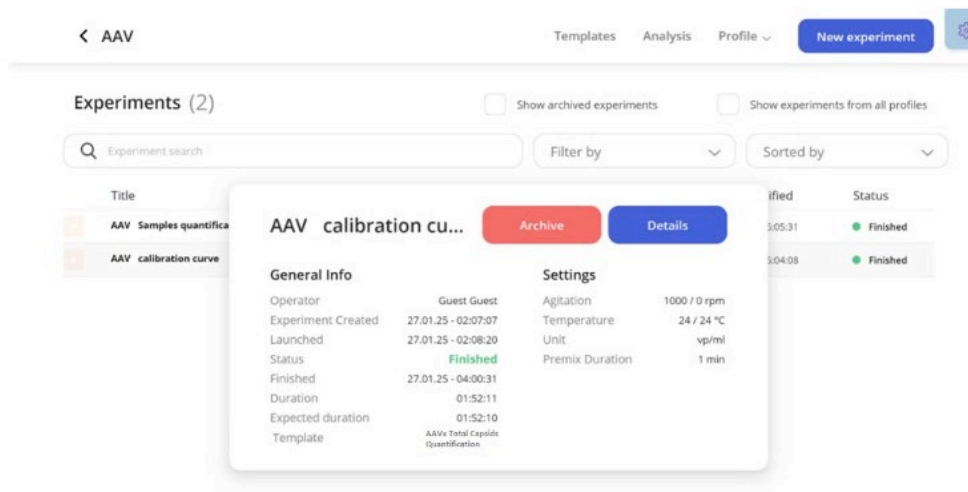 AAV
Templates Analysis Profile New experiment
Experiments (2)
Show archived experiments Show experiments from all profiles
Experiment search Filter by Sorted by
Title ified Status
AAV Samples quantifica 5:05:31 Finished
AAV calibration curve 5:04:08 Finished
AAV calibration cu... Archive Details
General Info Settings
Operator Guest Guest Agitation 1000 / 0 rpm
Experiment Created 27.01.25 - 02:07:07 Temperature 24 / 24 °C
Launched 27.01.25 - 02:08:20 Unit vp/ml
Status Finished Premix Duration 1 min
Finished 27.01.25 - 04:00:31
Duration 01:52:11
Expected duration 01:52:10
Template AAVx Total Capsids
Quantification